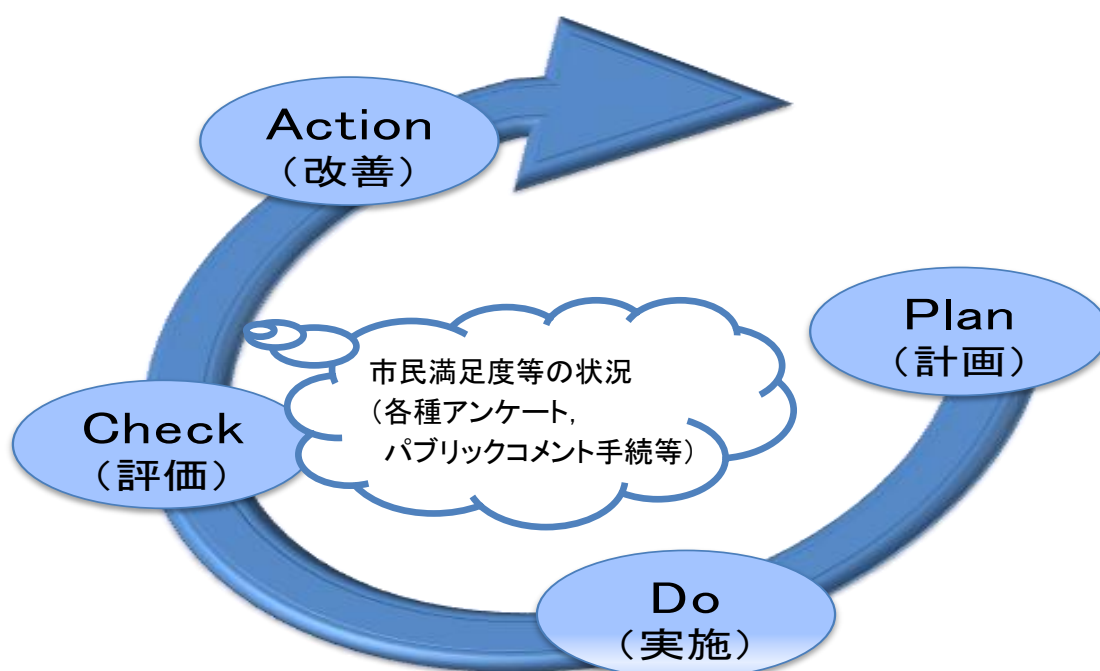 Action
（改善）
Plan
（計画）
市民満足度等の状況
（各種アンケート，
パブリックコメント手続等）
Check
（評価）
Do
（実施）